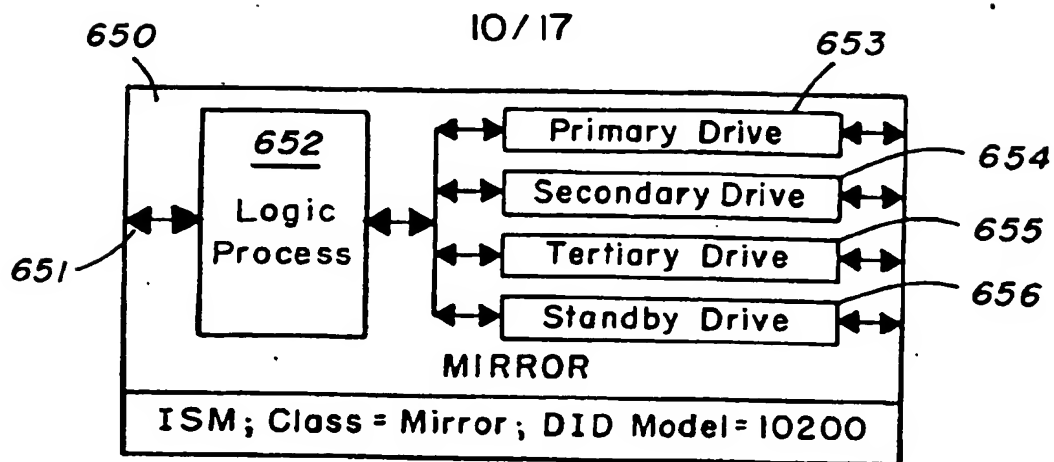 10/17
650
653
652
Primary Drive
654
Logic
Process
Secondary Drive
651
Tertiary Drive
655
Standby Drive
656
MIRROR
ISM; Class = Mirror; DID Model = 10200